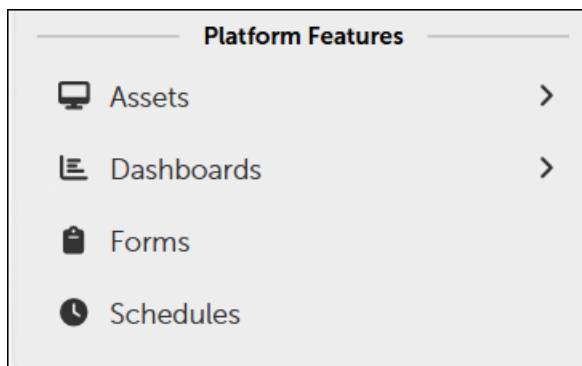 Platform Features
Assets
Dashboards
Forms
Schedules